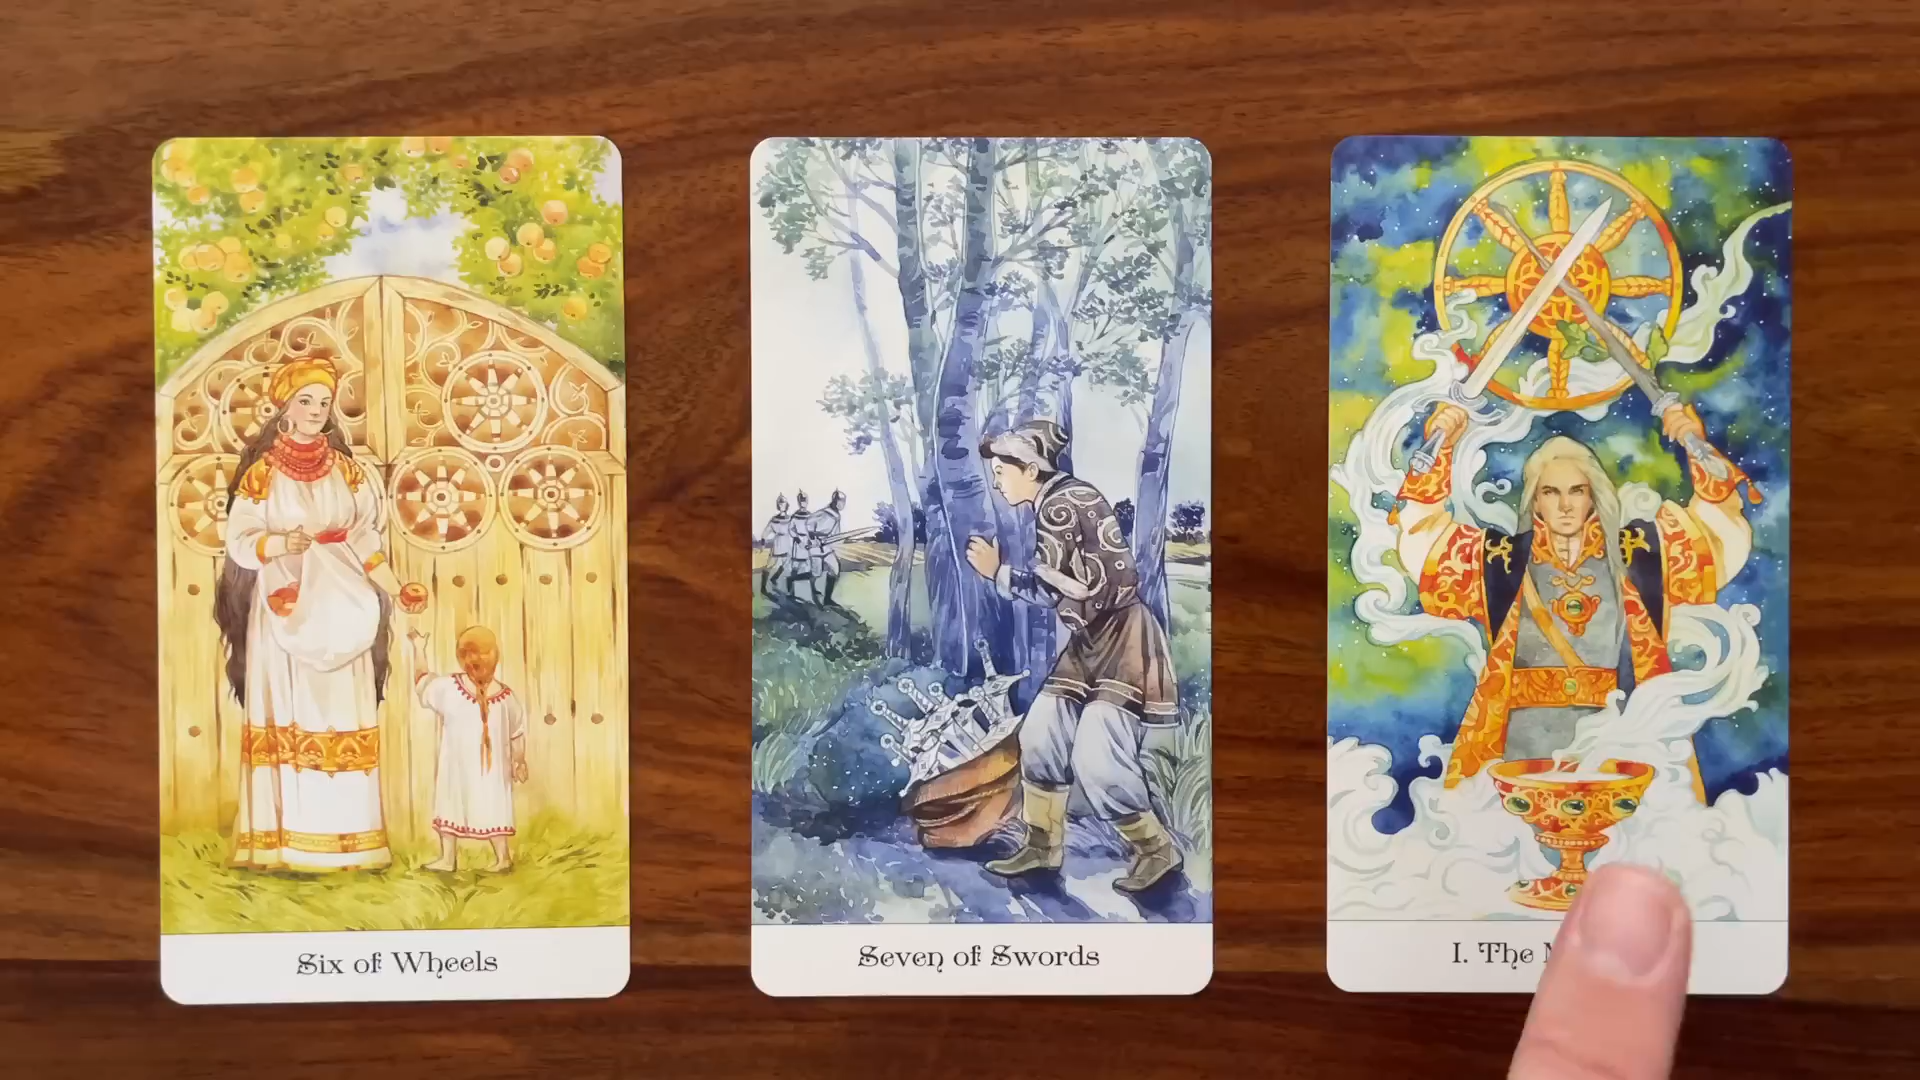 Six of Wheels
Seven of Swords
I. The